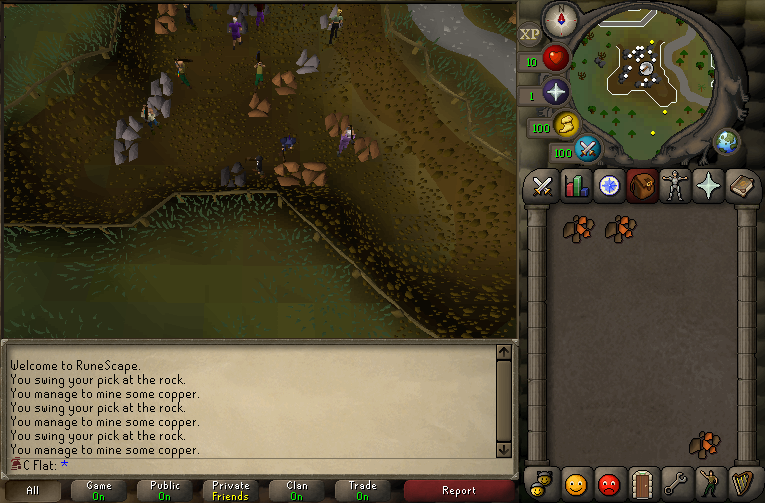 XP
10
1
100
100
Welcome to RuneScape.
You swing your pick at the rock.
You manage to mine some copper.
You swing your pick at the rock.
You manage to mine some copper.
You swing your pick at the rock.
You manage to mine some copper.
C Flat: *
All
Game
On
Public
On
Private
Friends
Clan
On
Trade
On
Report